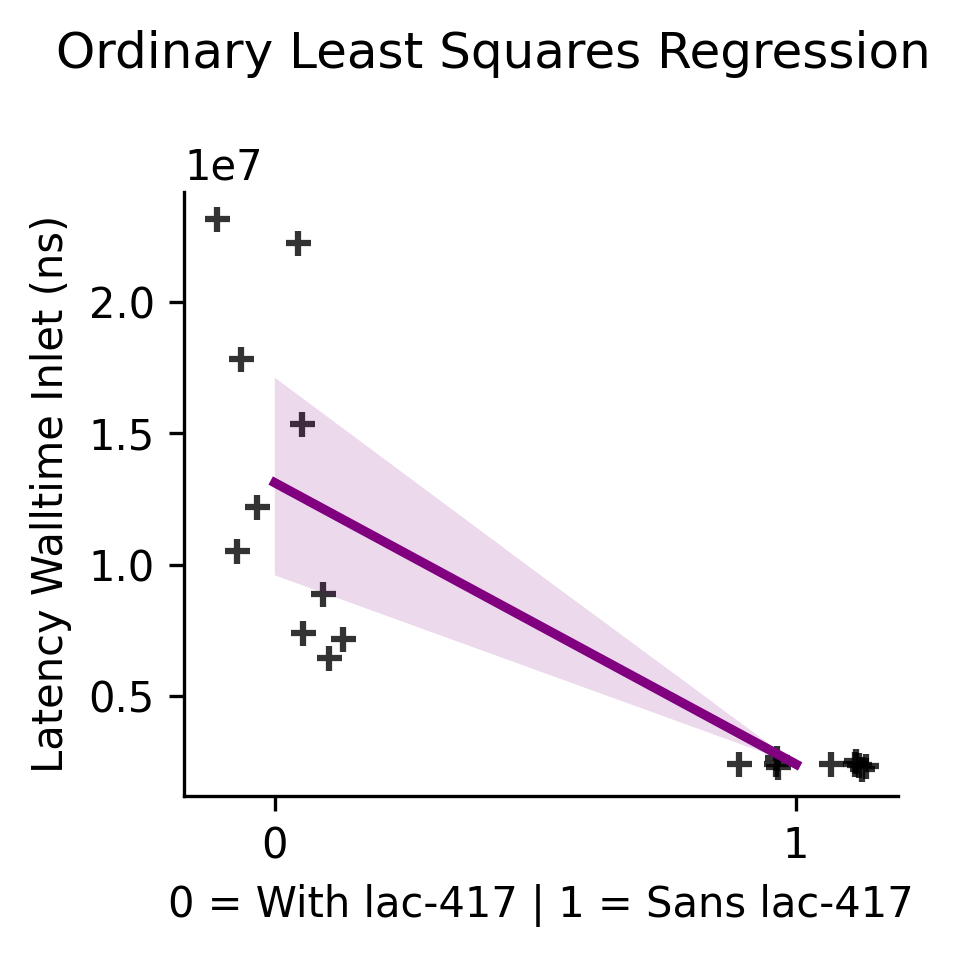 Ordinary Least Squares Regression
1e7
Latency Walltime Inlet (ns)
2.0
1.5
1.0
0.5
0
1
0 = With lac-417 | 1 = Sans lac-417